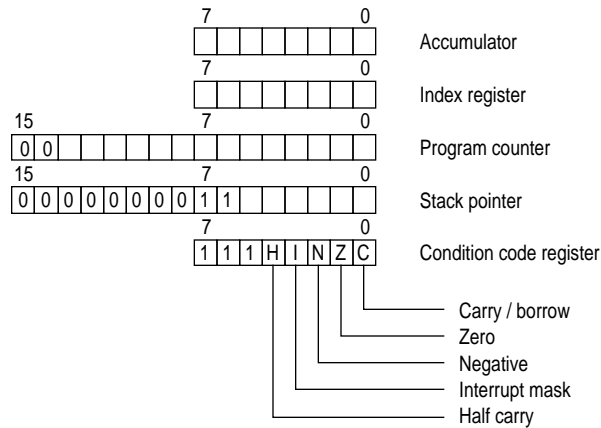 7 0
Accumulator
7 0
Index register
15 7 0
0 0 Program counter
15 7 0
0 0 0 0 0 0 0 0 1 1 Stack pointer
7 0
1 1 1 H I N Z C Condition code register
Carry / borrow
Zero
Negative
Interrupt mask
Half carry